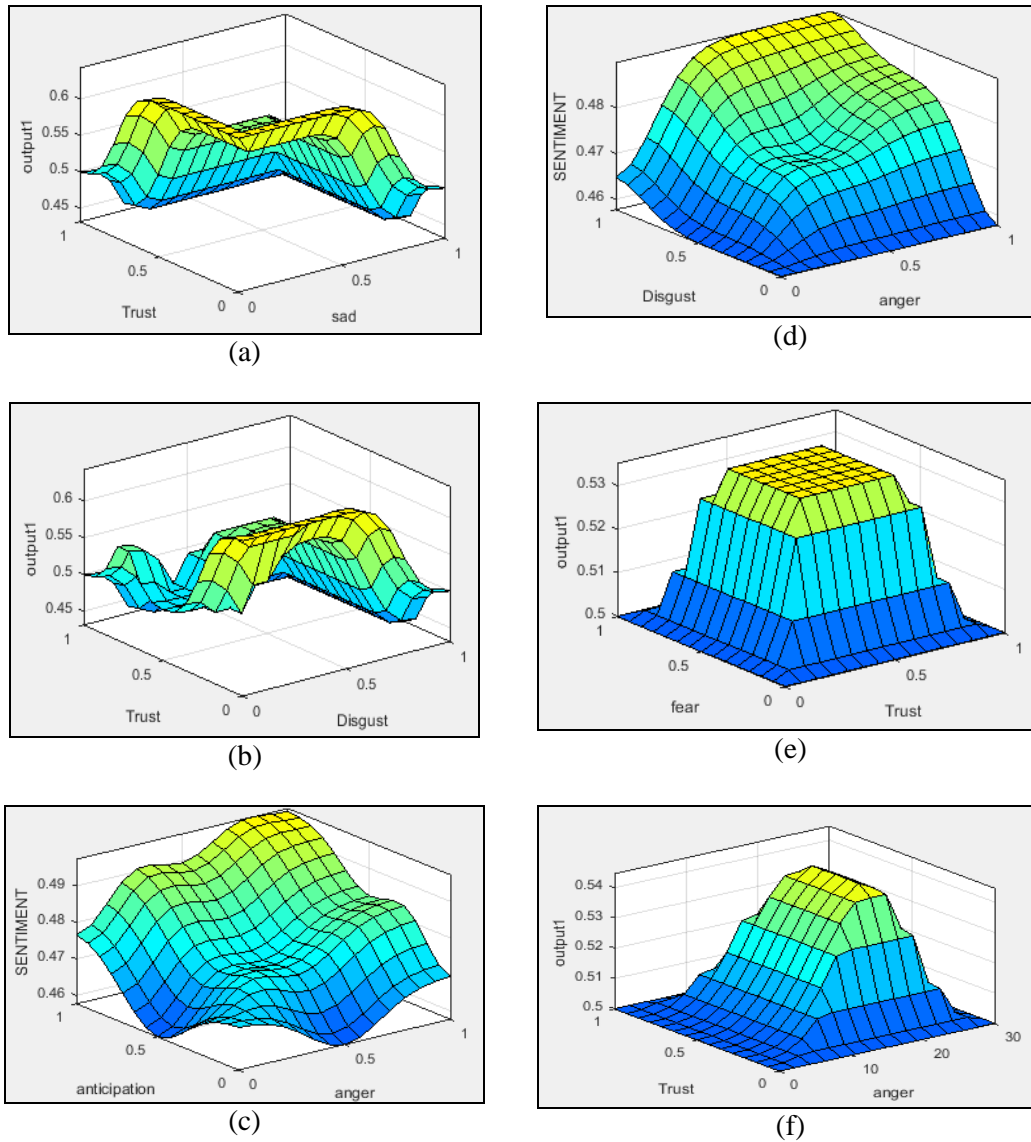 output1
0.6
0.55
0.5
0.45
1
0.5
0
0
0.5
1
Trust
sad
(a)
SENTIMENT
0.48
0.47
0.46
1
0.5
0
0
0.5
1
Disgust
anger
(d)
output1
0.6
0.55
0.5
0.45
1
0.5
0
0
0.5
1
Trust
Disgust
(b)
output1
0.53
0.52
0.51
0.5
1
0.5
0
0
0.5
1
fear
Trust
(e)
SENTIMENT
0.49
0.48
0.47
0.46
1
0.5
0
0
0.5
1
anticipation
anger
(c)
output1
0.54
0.53
0.52
0.51
0.5
1
0.5
0
0
10
20
30
Trust
anger
(f)